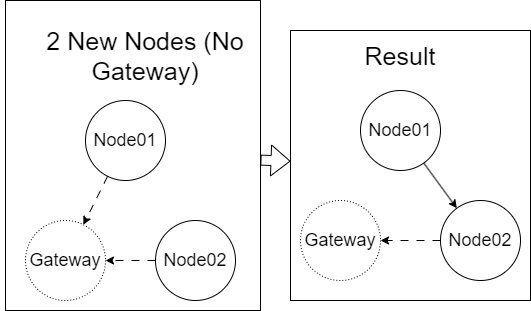 2 New Nodes (No
Gateway)
Node01
Gateway
Node02
Result
Node01
Gateway
Node02